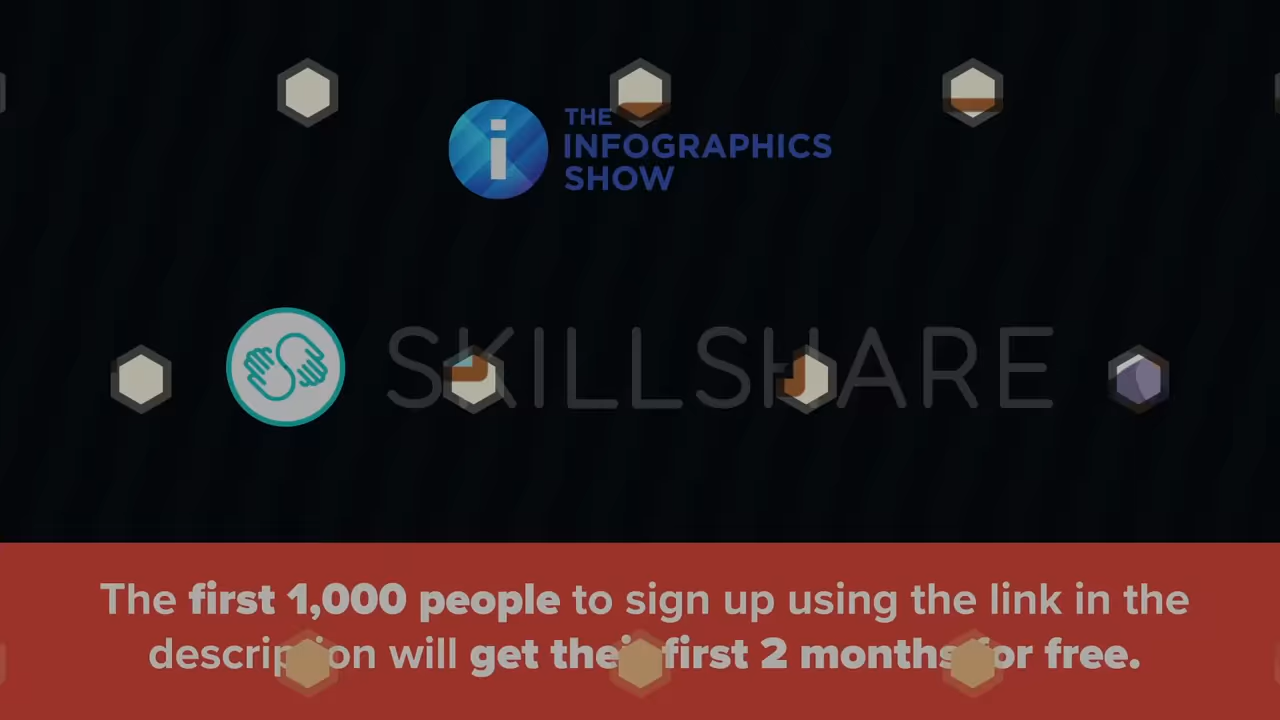 THE
INFOGRAPHICS
SHOW
SKILLSHARE
The first 1,000 people to sign up using the link in the
description will get their first 2 months for free.